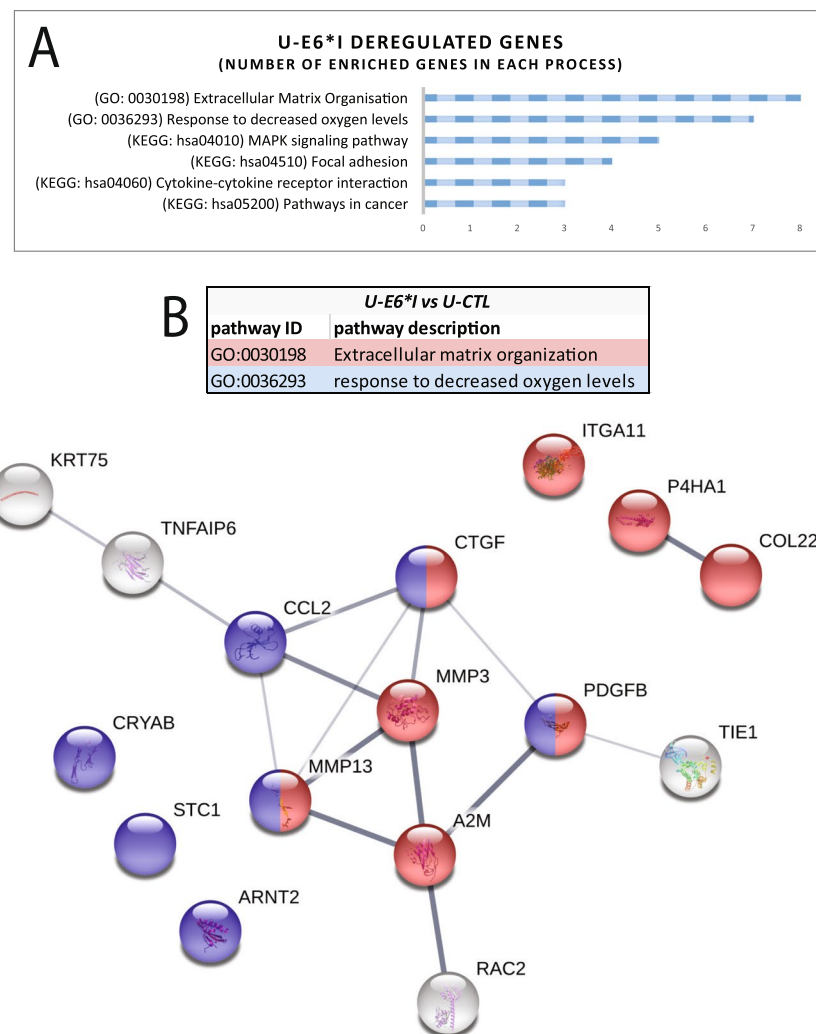 A
U-E6*I DEREGULATED GENES
(NUMBER OF ENRICHED GENES IN EACH PROCESS)
(GO: 0030198) Extracellular Matrix Organisation
(GO: 0036293) Response to decreased oxygen levels
(KEGG: hsa04010) MAPK signaling pathway
(KEGG: hsa04510) Focal adhesion
(KEGG: hsa04060) Cytokine-cytokine receptor interaction
(KEGG: hsa05200) Pathways in cancer
0 1 2 3 4 5 6 7 8
B
U-E6*I vs U-CTL
pathway ID pathway description
GO:0030198 Extracellular matrix organization
GO:0036293 response to decreased oxygen levels
ITGA11
KRT75
P4HA1
TNFAIP6
CTGF
COL22
CCL2
MMP3
PDGFB
CRYAB
TIE1
MMP13
STC1
A2M
ARNT2
RAC2